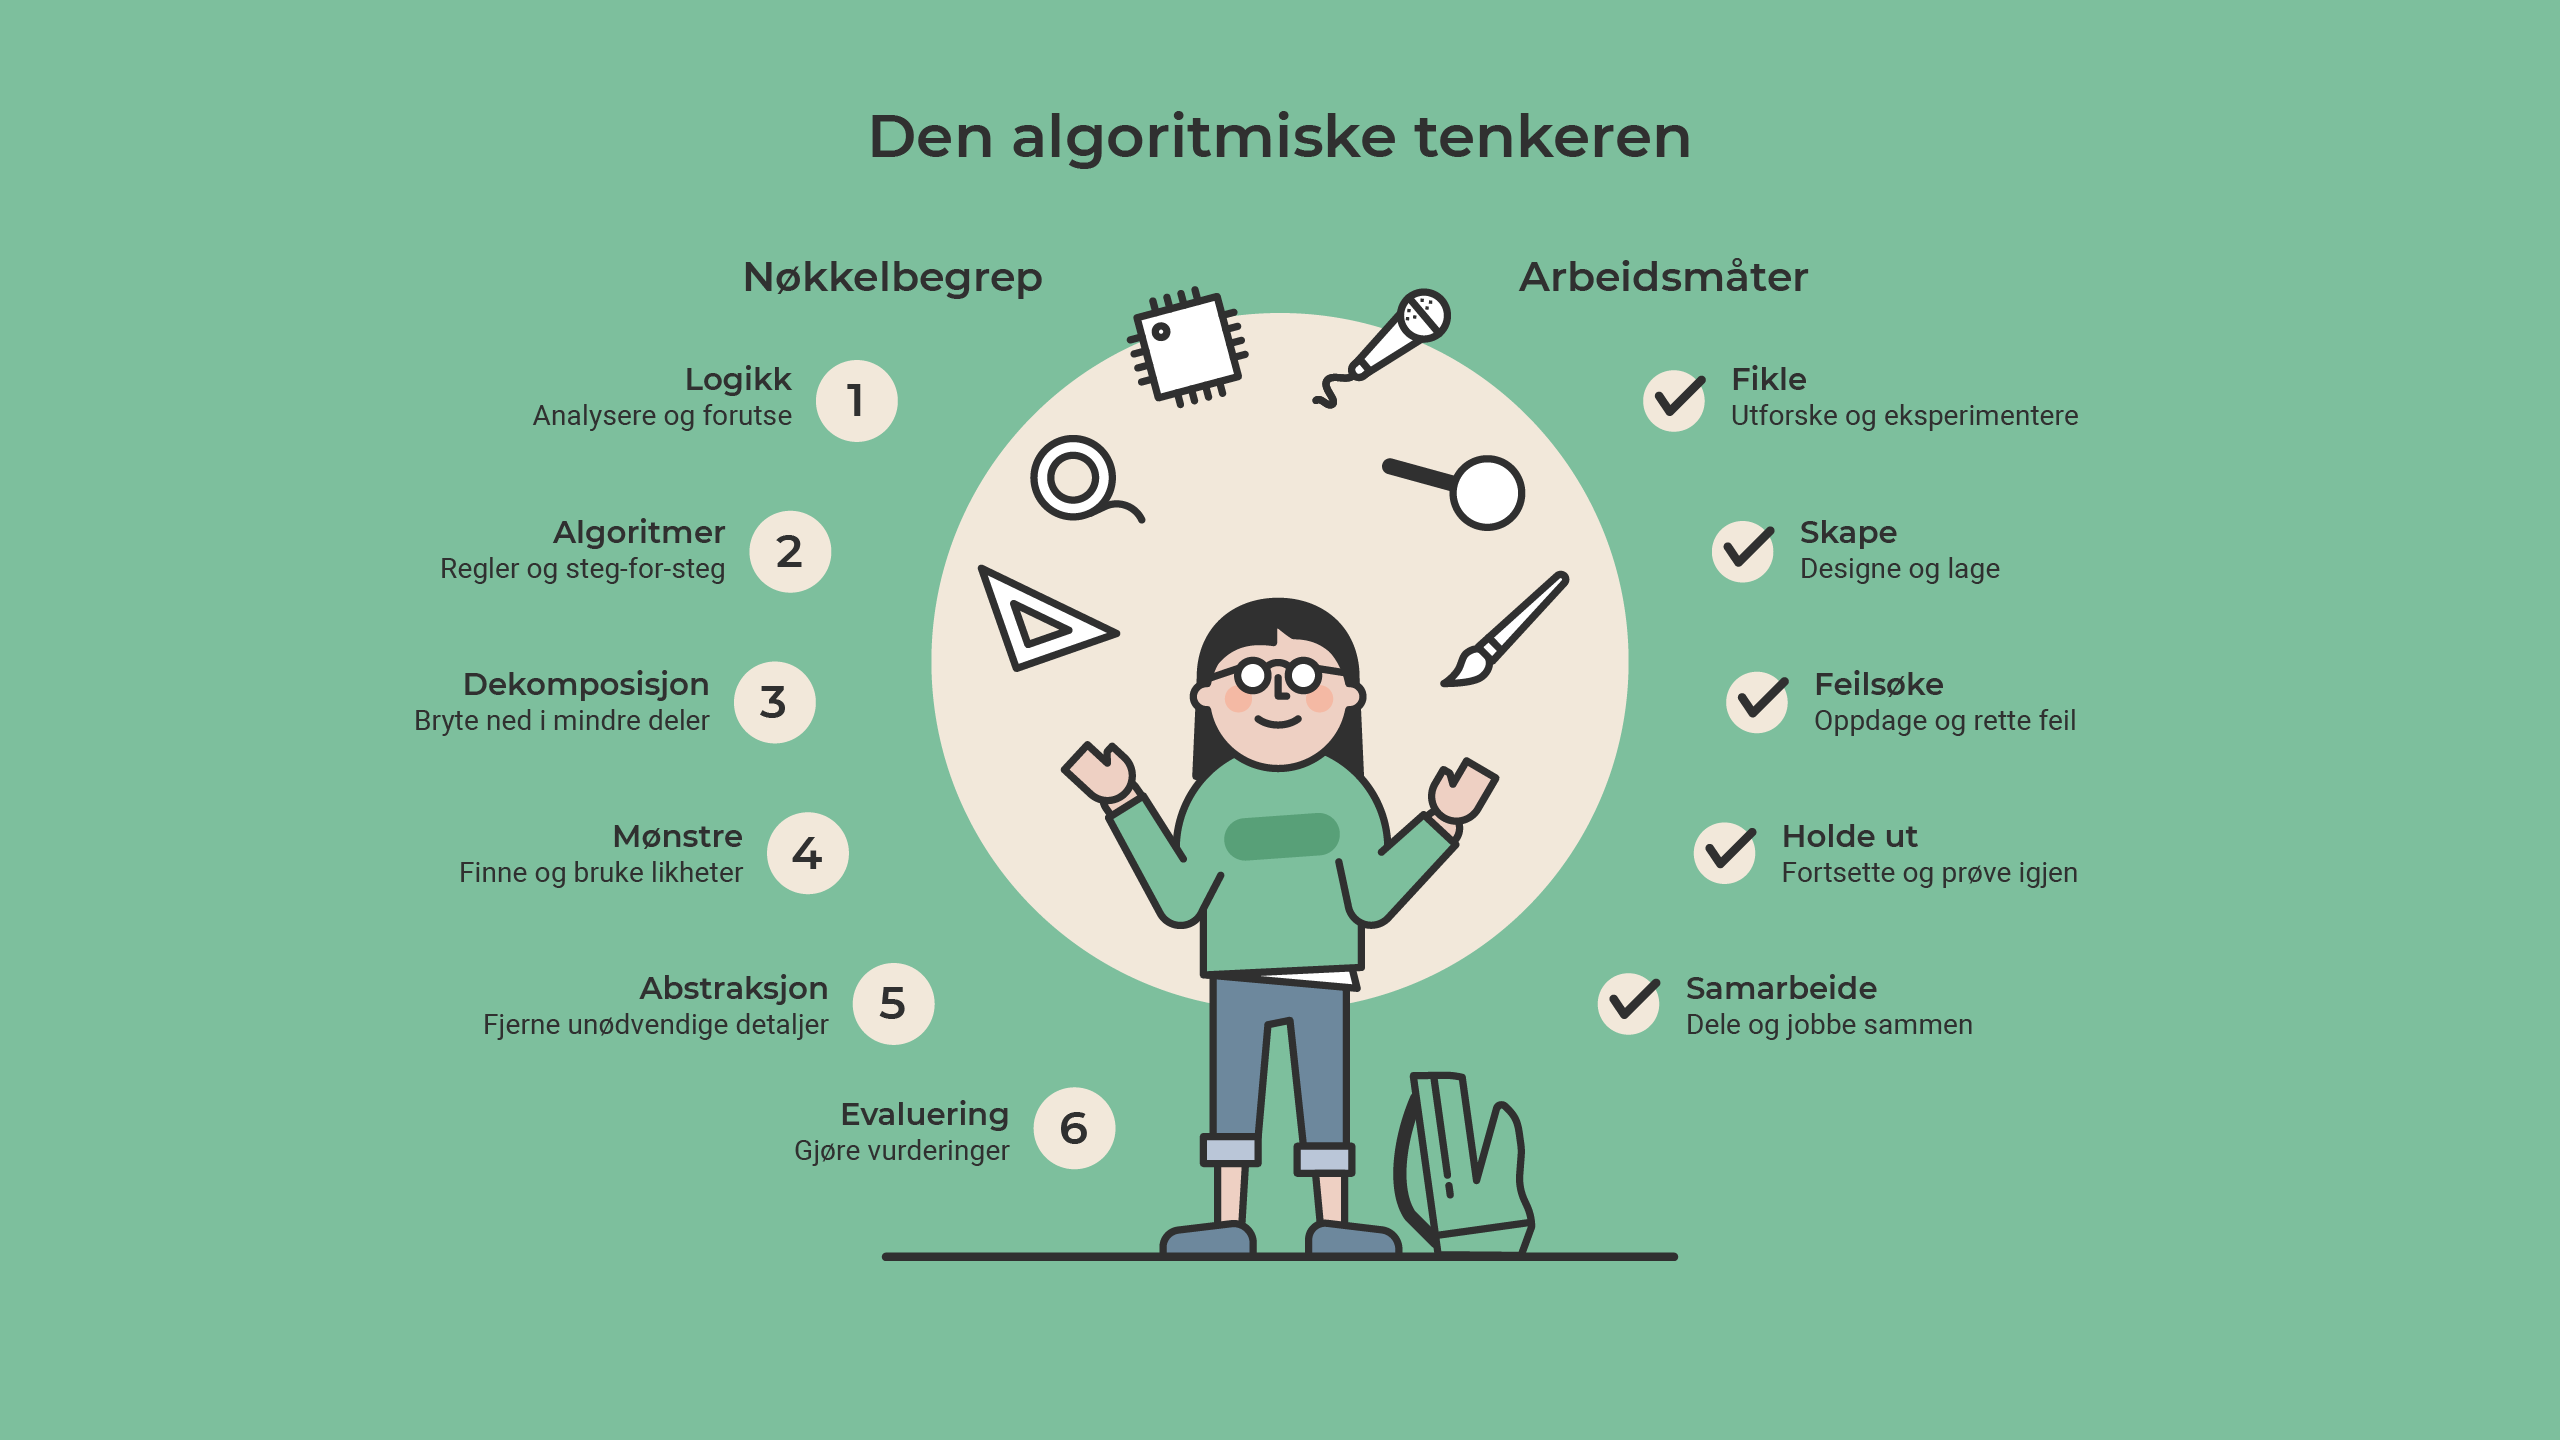 Den algoritmiske tenkeren
Nøkkelbegrep
1
Logikk
Analysere og forutse
2
Algoritmer
Regler og steg-for-steg
3
Dekomposisjon
Bryte ned i mindre deler
4
Mønstre
Finne og bruke likheter
5
Abstraksjon
Fjerne unødvendige detaljer
6
Evaluering
Gjøre vurderinger
Arbeidsmåter
Fikle
Utforske og eksperimentere
Skape
Designe og lage
Feilsøke
Oppdage og rette feil
Holde ut
Fortsette og prøve igjen
Samarbeide
Dele og jobbe sammen